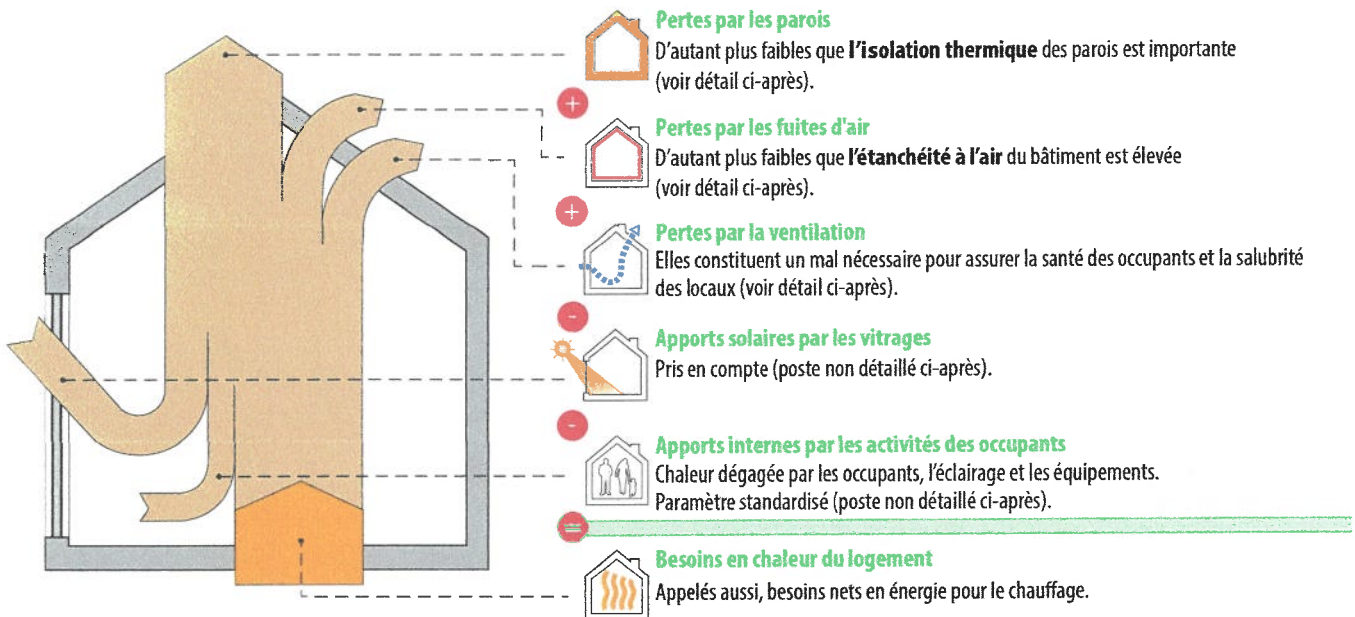 Pertes par les parois
D'autant plus faibles que l'isolation thermique des parois est importante
(voir détail ci-après).
+
Pertes par les fuites d'air
D'autant plus faibles que l'étanchéité à l'air du bâtiment est élevée
(voir détail ci-après).
+
Pertes par la ventilation
Elles constituent un mal nécessaire pour assurer la santé des occupants et la salubrité
des locaux (voir détail ci-après).
-
Apports solaires par les vitrages
Pris en compte (poste non détaillé ci-après).
-
Apports internes par les activités des occupants
Chaleur dégagée par les occupants, l'éclairage et les équipements.
Paramètre standardisé (poste non détaillé ci-après).
=
Besoins en chaleur du logement
Appelés aussi, besoins nets en énergie pour le chauffage.